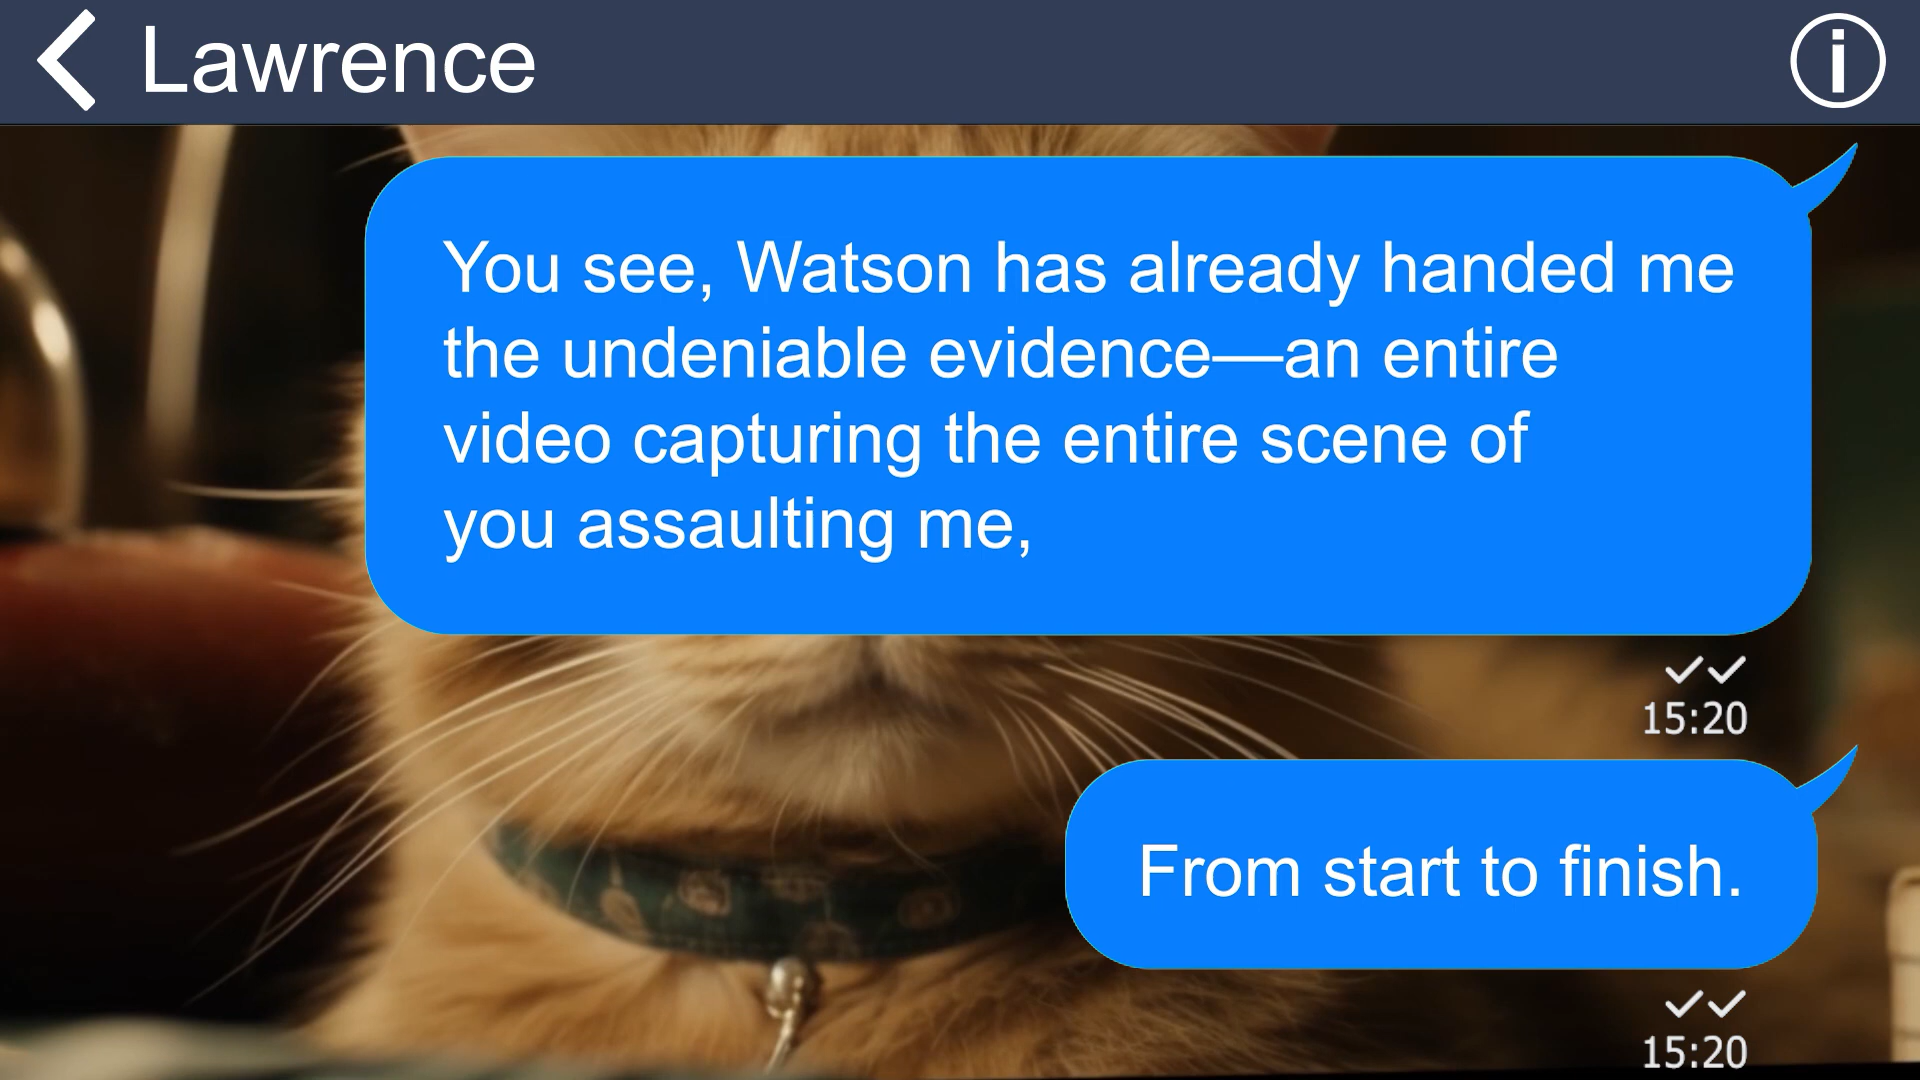 Lawrence
You see, Watson has already handed me
the undeniable evidence—an entire
video capturing the entire scene of
you assaulting me,
15:20
From start to finish.
15:20